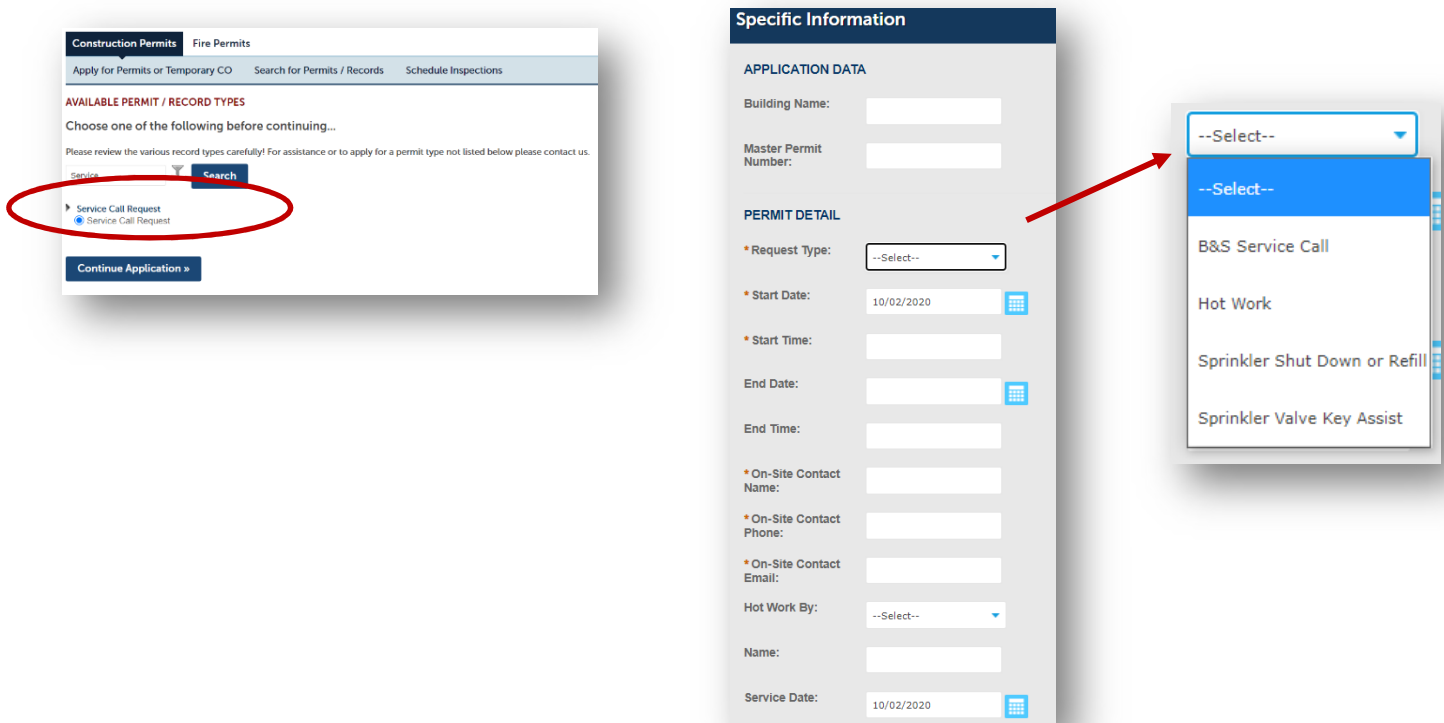 Construction Permits Fire Permits
Apply for Permits or Temporary CO Search for Permits / Records Schedule Inspections
AVAILABLE PERMIT / RECORD TYPES
Choose one of the following before continuing...
Please review the various record types carefully! For assistance or to apply for a permit type not listed below please contact us.
Service Search
Service Call Request
Service Call Request
Continue Application »
Specific Information
APPLICATION DATA
Building Name:
Master Permit
Number:
PERMIT DETAIL
* Request Type: --Select--
* Start Date: 10/02/2020
* Start Time:
End Date:
End Time:
* On-Site Contact
Name:
* On-Site Contact
Phone:
* On-Site Contact
Email:
Hot Work By: --Select--
Name:
Service Date: 10/02/2020
--Select--
--Select--
B&S Service Call
Hot Work
Sprinkler Shut Down or Refill
Sprinkler Valve Key Assist